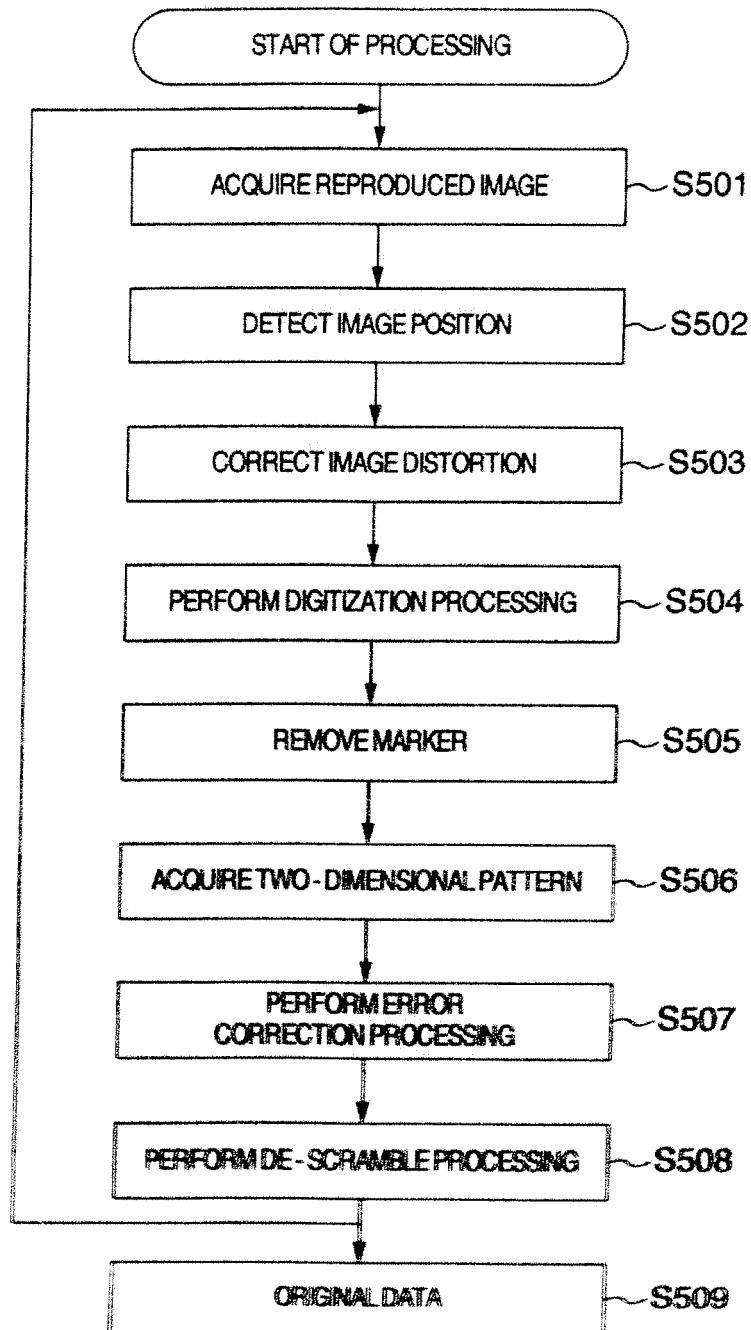 START OF PROCESSING
ACQUIRE REPRODUCED IMAGE
S501
DETECT IMAGE POSITION
S502
CORRECT IMAGE DISTORTION
S503
PERFORM DIGITIZATION PROCESSING
S504
REMOVE MARKER
S505
ACQUIRE TWO - DIMENSIONAL PATTERN
S506
PERFORM ERROR
CORRECTION PROCESSING
S507
PERFORM DE - SCRAMBLE PROCESSING
S508
ORIGINAL DATA
S509